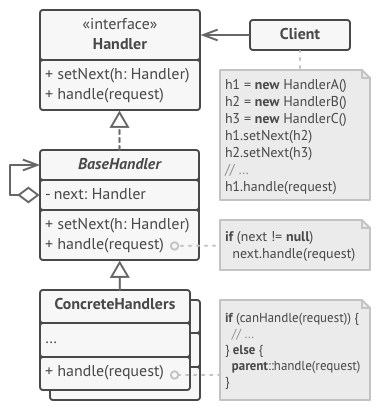 «interface»
Handler
+ setNext(h: Handler)
+ handle(request)
Client
h1 = new HandlerA()
h2 = new HandlerB()
h3 = new HandlerC()
h1.setNext(h2)
h2.setNext(h3)
// ...
h1.handle(request)
BaseHandler
- next: Handler
+ setNext(h: Handler)
+ handle(request)
if (next != null)
next.handle(request)
ConcreteHandlers
...
+ handle(request)
if (canHandle(request)) {
// ...
} else {
parent::handle(request)
}